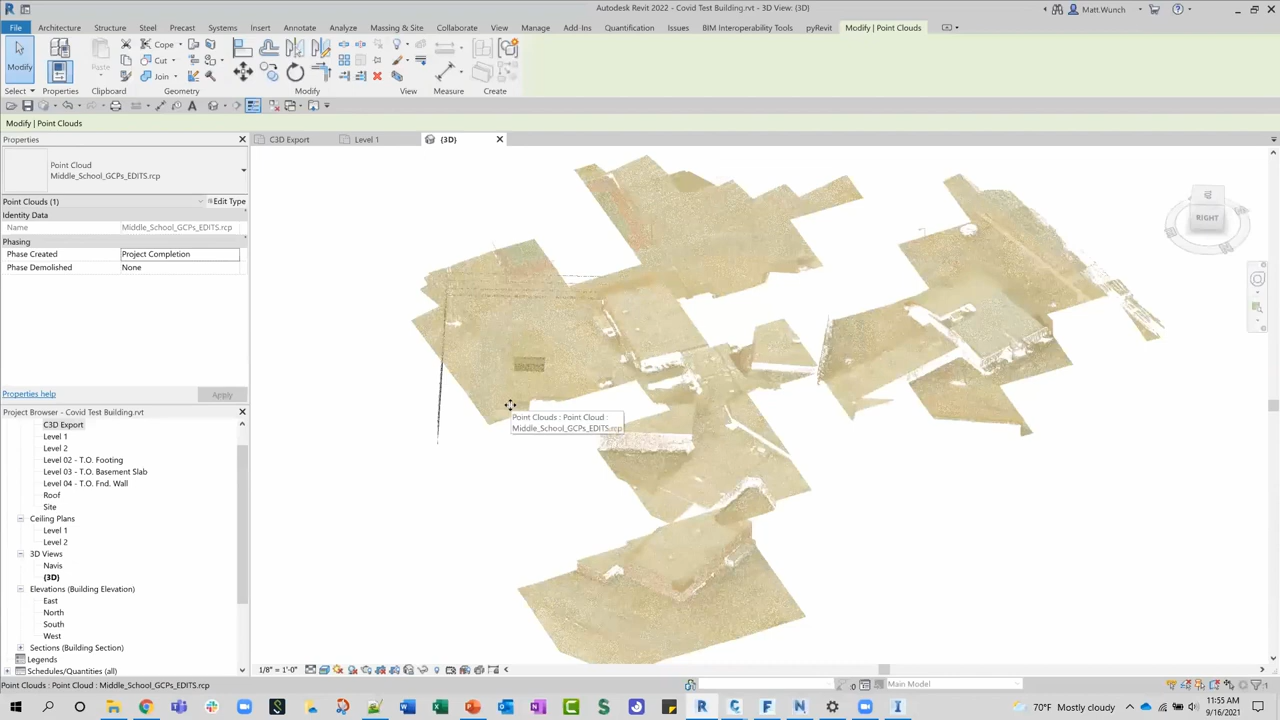 Autodesk Revit 2022 - Covid Test Building.rvt - 3D View: {3D}
Matt.Wunch
File Architecture Structure Steel Precast Systems Insert Annotate Analyze Massing & Site Collaborate View Manage Add-Ins Quantification Issues BIM Interoperability Tools pyRevit Modify | Point Clouds
Modify Paste Cope Cut Join
Select Properties Clipboard Geometry Modify View Measure Create
Modify | Point Clouds
Properties
C3D Export Level 1 {3D}
Point Cloud
Middle_School_GCPs_EDITS.rcp
Point Clouds (1) Edit Type
Identity Data
Name Middle_School_GCPs_EDITS.rcp
Phasing
Phase Created Project Completion
Phase Demolished None
RIGHT
Point Clouds : Point Cloud :
Middle_School_GCPs_EDITS.rcp
Properties help Apply
Project Browser - Covid Test Building.rvt
C3D Export
Level 1
Level 2
Level 02 - T.O. Footing
Level 03 - T.O. Basement Slab
Level 04 - T.O. Fnd. Wall
Roof
Site
Ceiling Plans
Level 1
Level 2
3D Views
Navis
{3D}
Elevations (Building Elevation)
East
North
South
West
Sections (Building Section)
Legends
Schedules/Quantities (all)
1/8" = 1'-0"
Point Clouds : Point Cloud : Middle_School_GCPs_EDITS.rcp
:0 Main Model :1
70°F Mostly cloudy
11:55 AM
9/16/2021